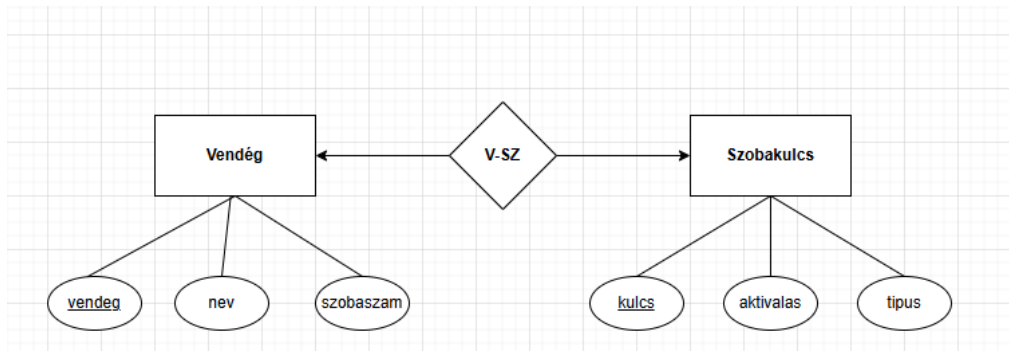 Vendég
V-SZ
Szobakulcs
vendeg
nev
szobaszam
kulcs
aktivalas
tipus